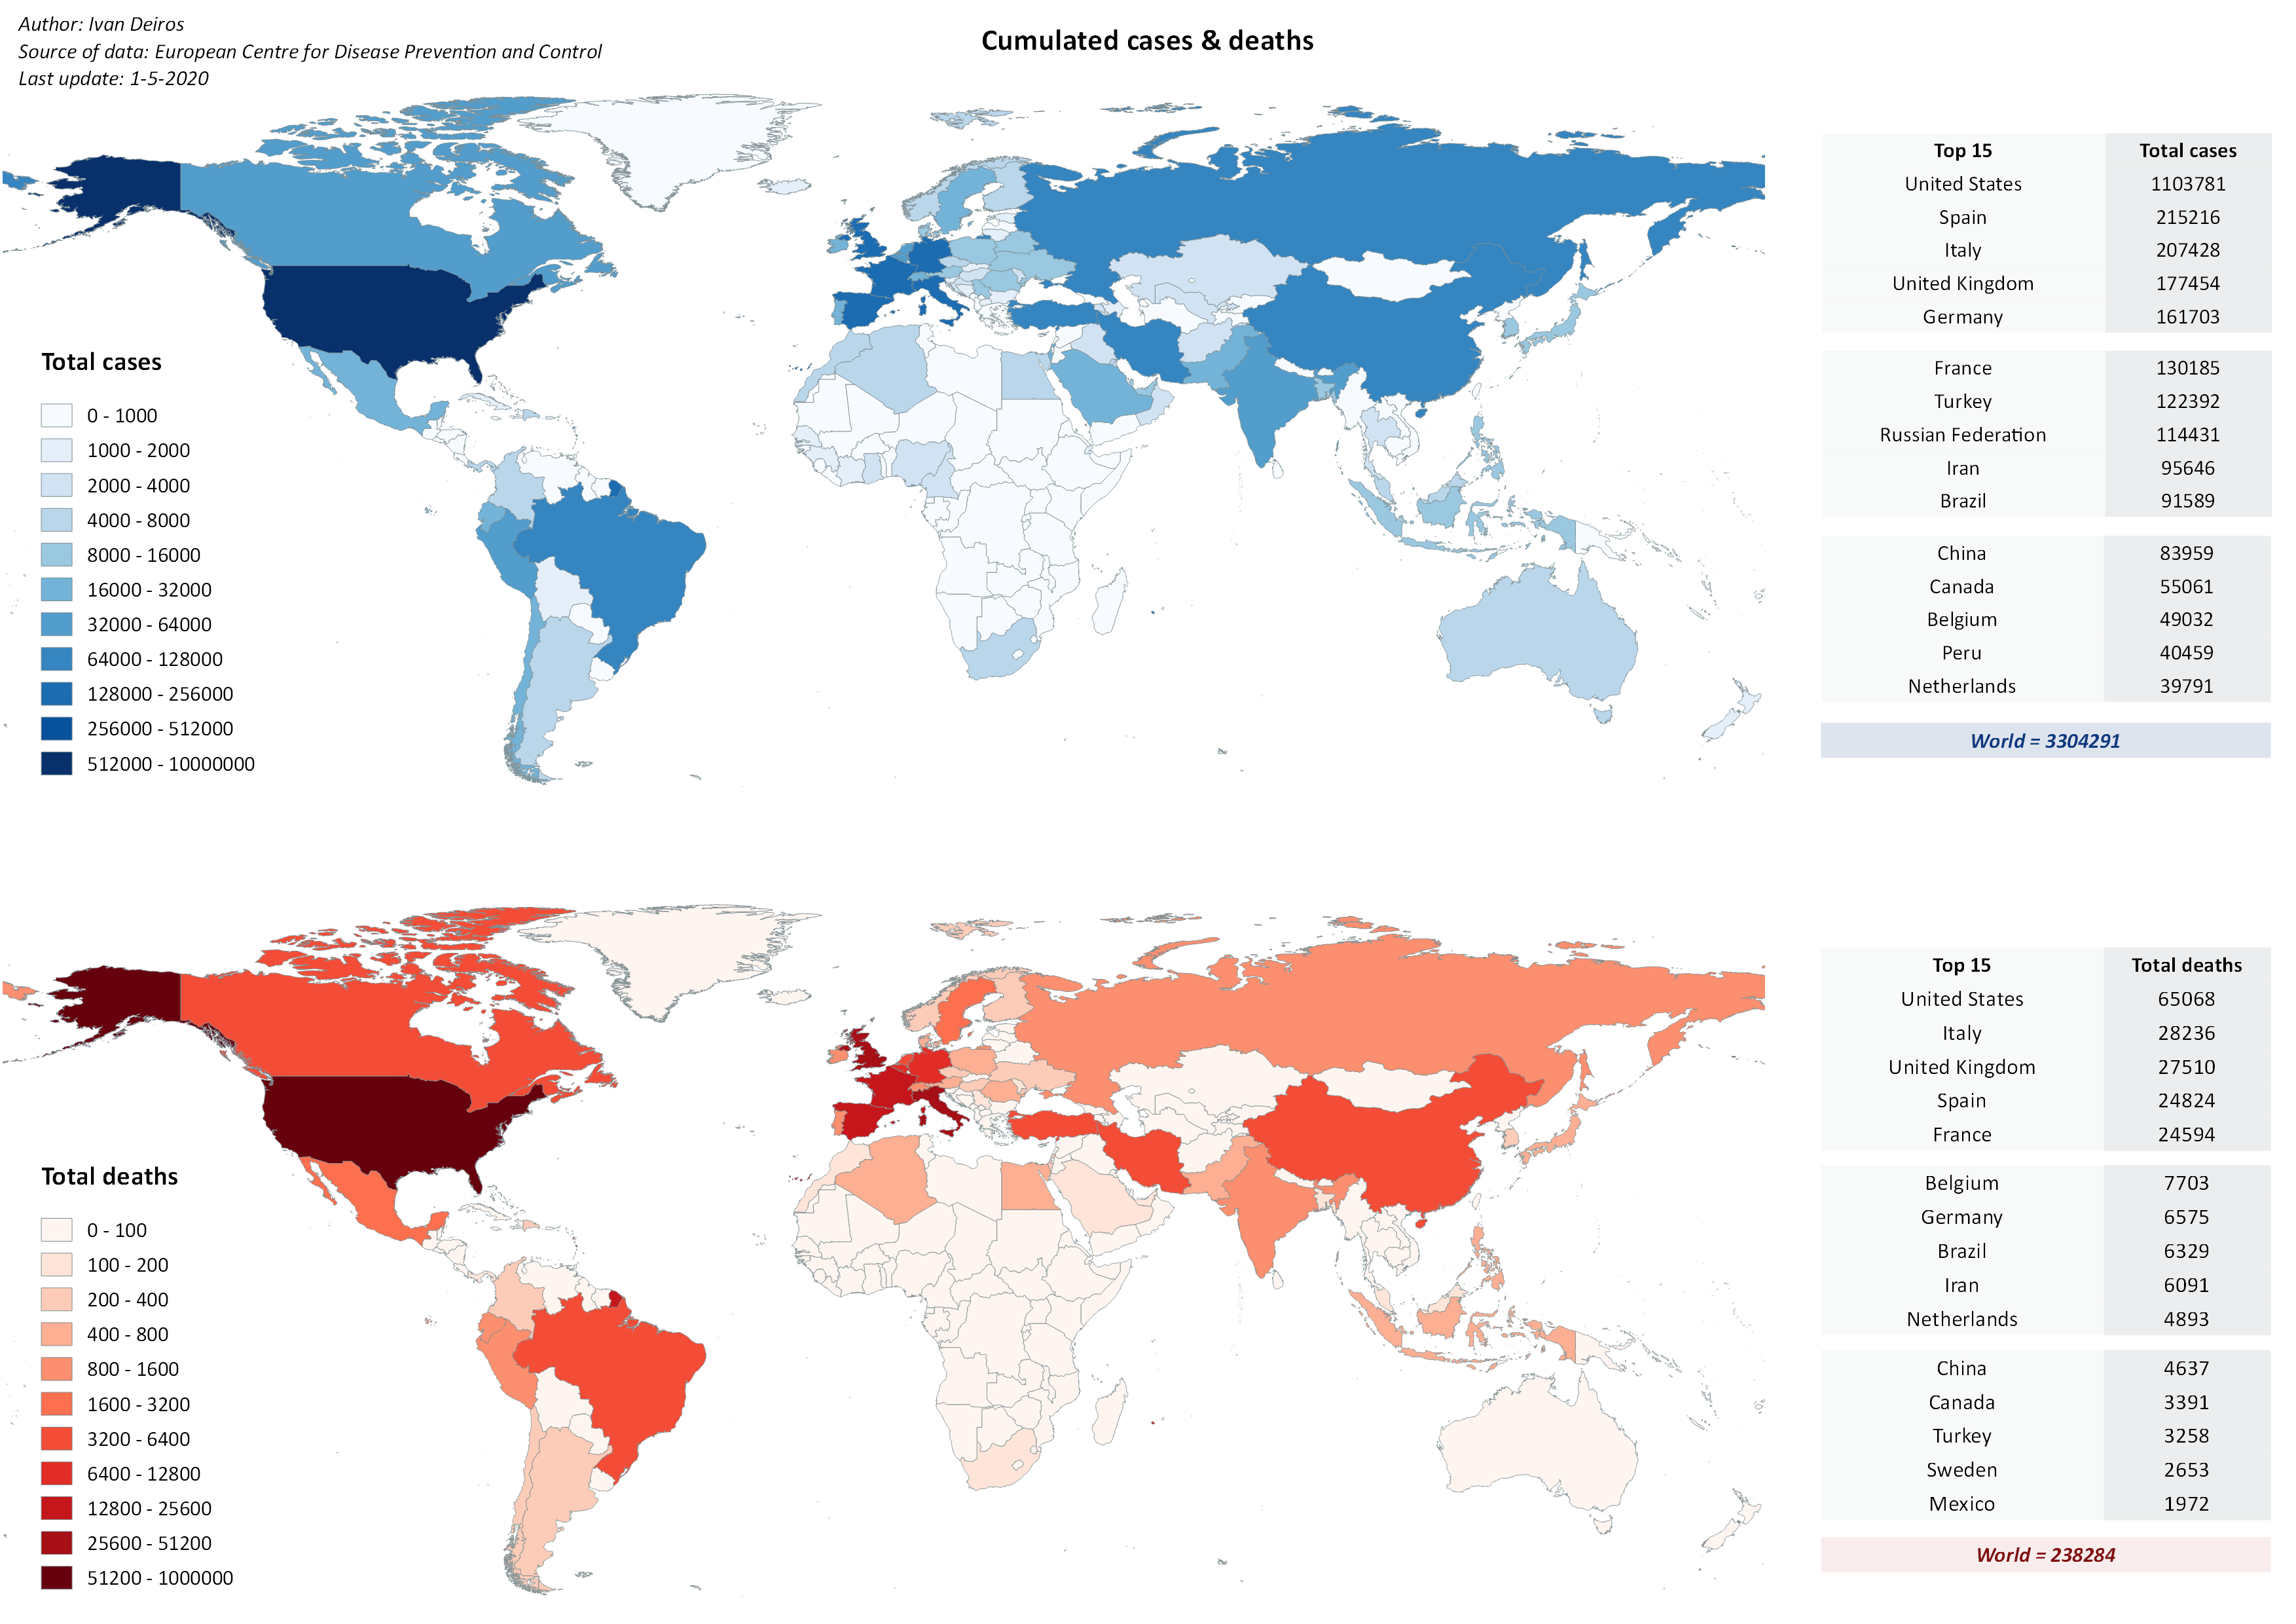 Author: Ivan Deiros
Source of data: European Centre for Disease Prevention and Control
Last update: 1-5-2020
Cumulated cases & deaths
Total cases
0 - 1000
1000 - 2000
2000 - 4000
4000 - 8000
8000 - 16000
16000 - 32000
32000 - 64000
64000 - 128000
128000 - 256000
256000 - 512000
512000 - 10000000
Top 15 Total cases
United States 1103781
Spain 215216
Italy 207428
United Kingdom 177454
Germany 161703
France 130185
Turkey 122392
Russian Federation 114431
Iran 95646
Brazil 91589
China 83959
Canada 55061
Belgium 49032
Peru 40459
Netherlands 39791
World = 3304291
Total deaths
0 - 100
100 - 200
200 - 400
400 - 800
800 - 1600
1600 - 3200
3200 - 6400
6400 - 12800
12800 - 25600
25600 - 51200
51200 - 1000000
Top 15 Total deaths
United States 65068
Italy 28236
United Kingdom 27510
Spain 24824
France 24594
Belgium 7703
Germany 6575
Brazil 6329
Iran 6091
Netherlands 4893
China 4637
Canada 3391
Turkey 3258
Sweden 2653
Mexico 1972
World = 238284